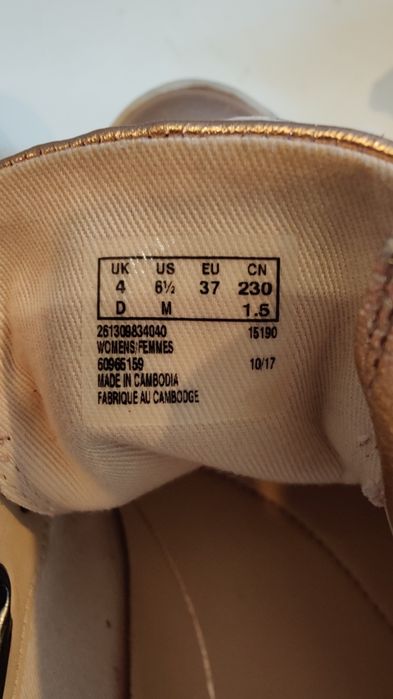 UK US EU CN
4 6½ 37 230
D M 1.5
261309834040 15190
WOMENS/FEMMES
60965159 10/17
MADE IN CAMBODIA
FABRIQUE AU CAMBODGE